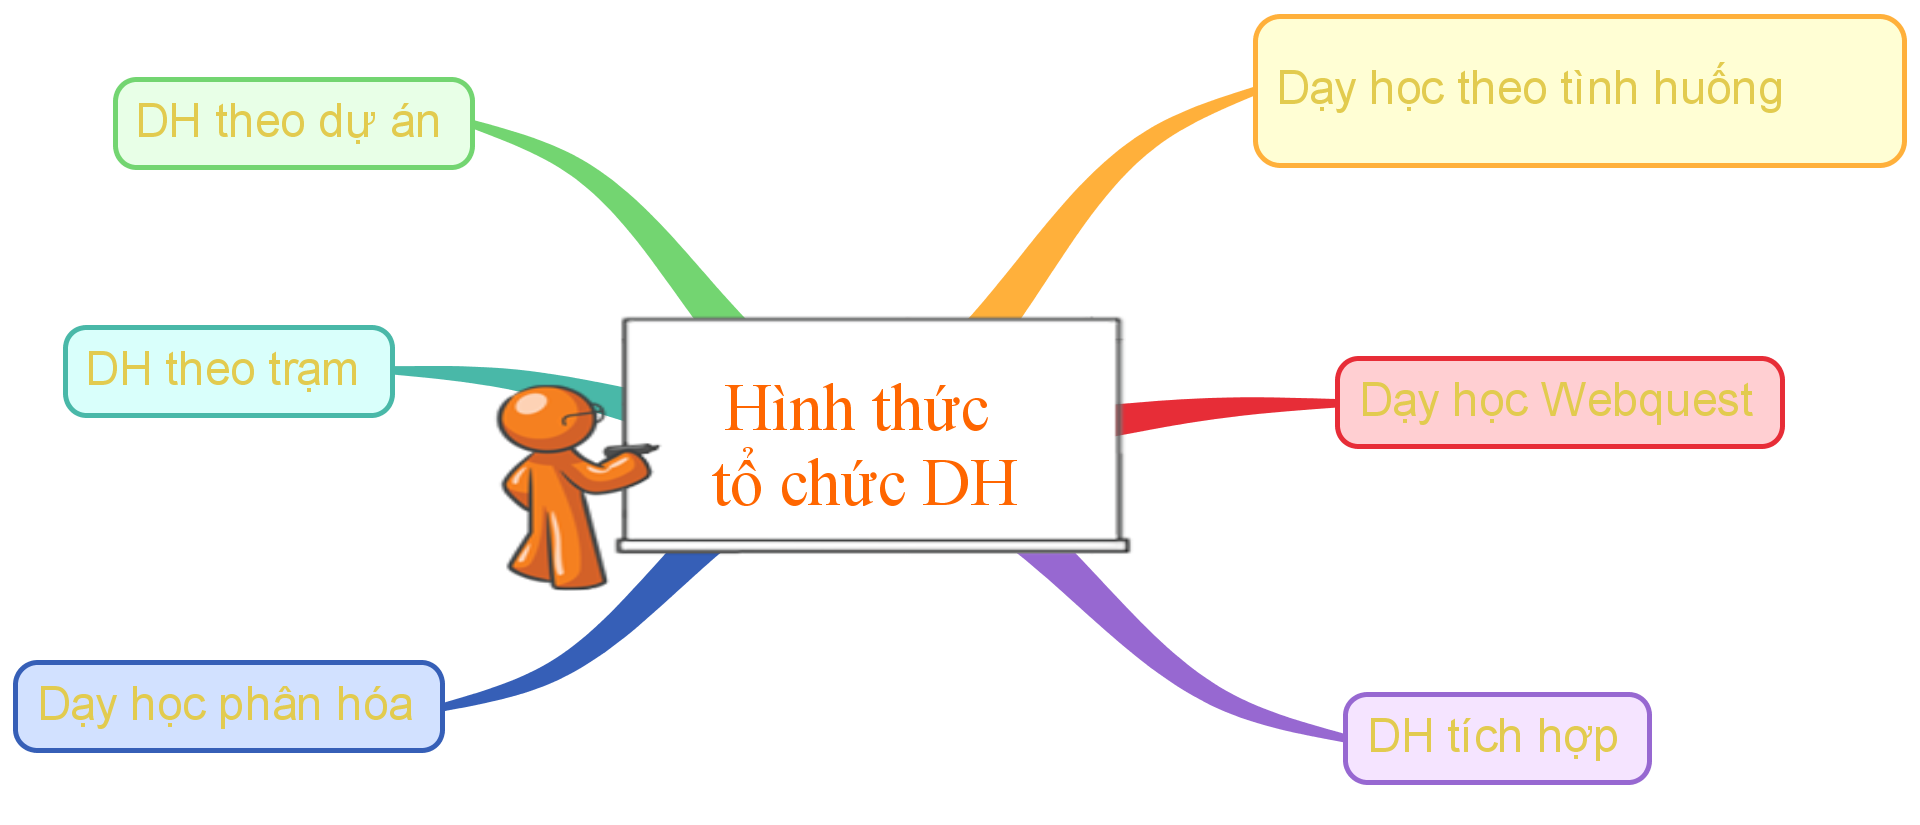 Dạy học theo tình huống
DH theo dự án
DH theo trạm
Hình thức
tổ chức DH
Dạy học Webquest
Dạy học phân hóa
DH tích hợp